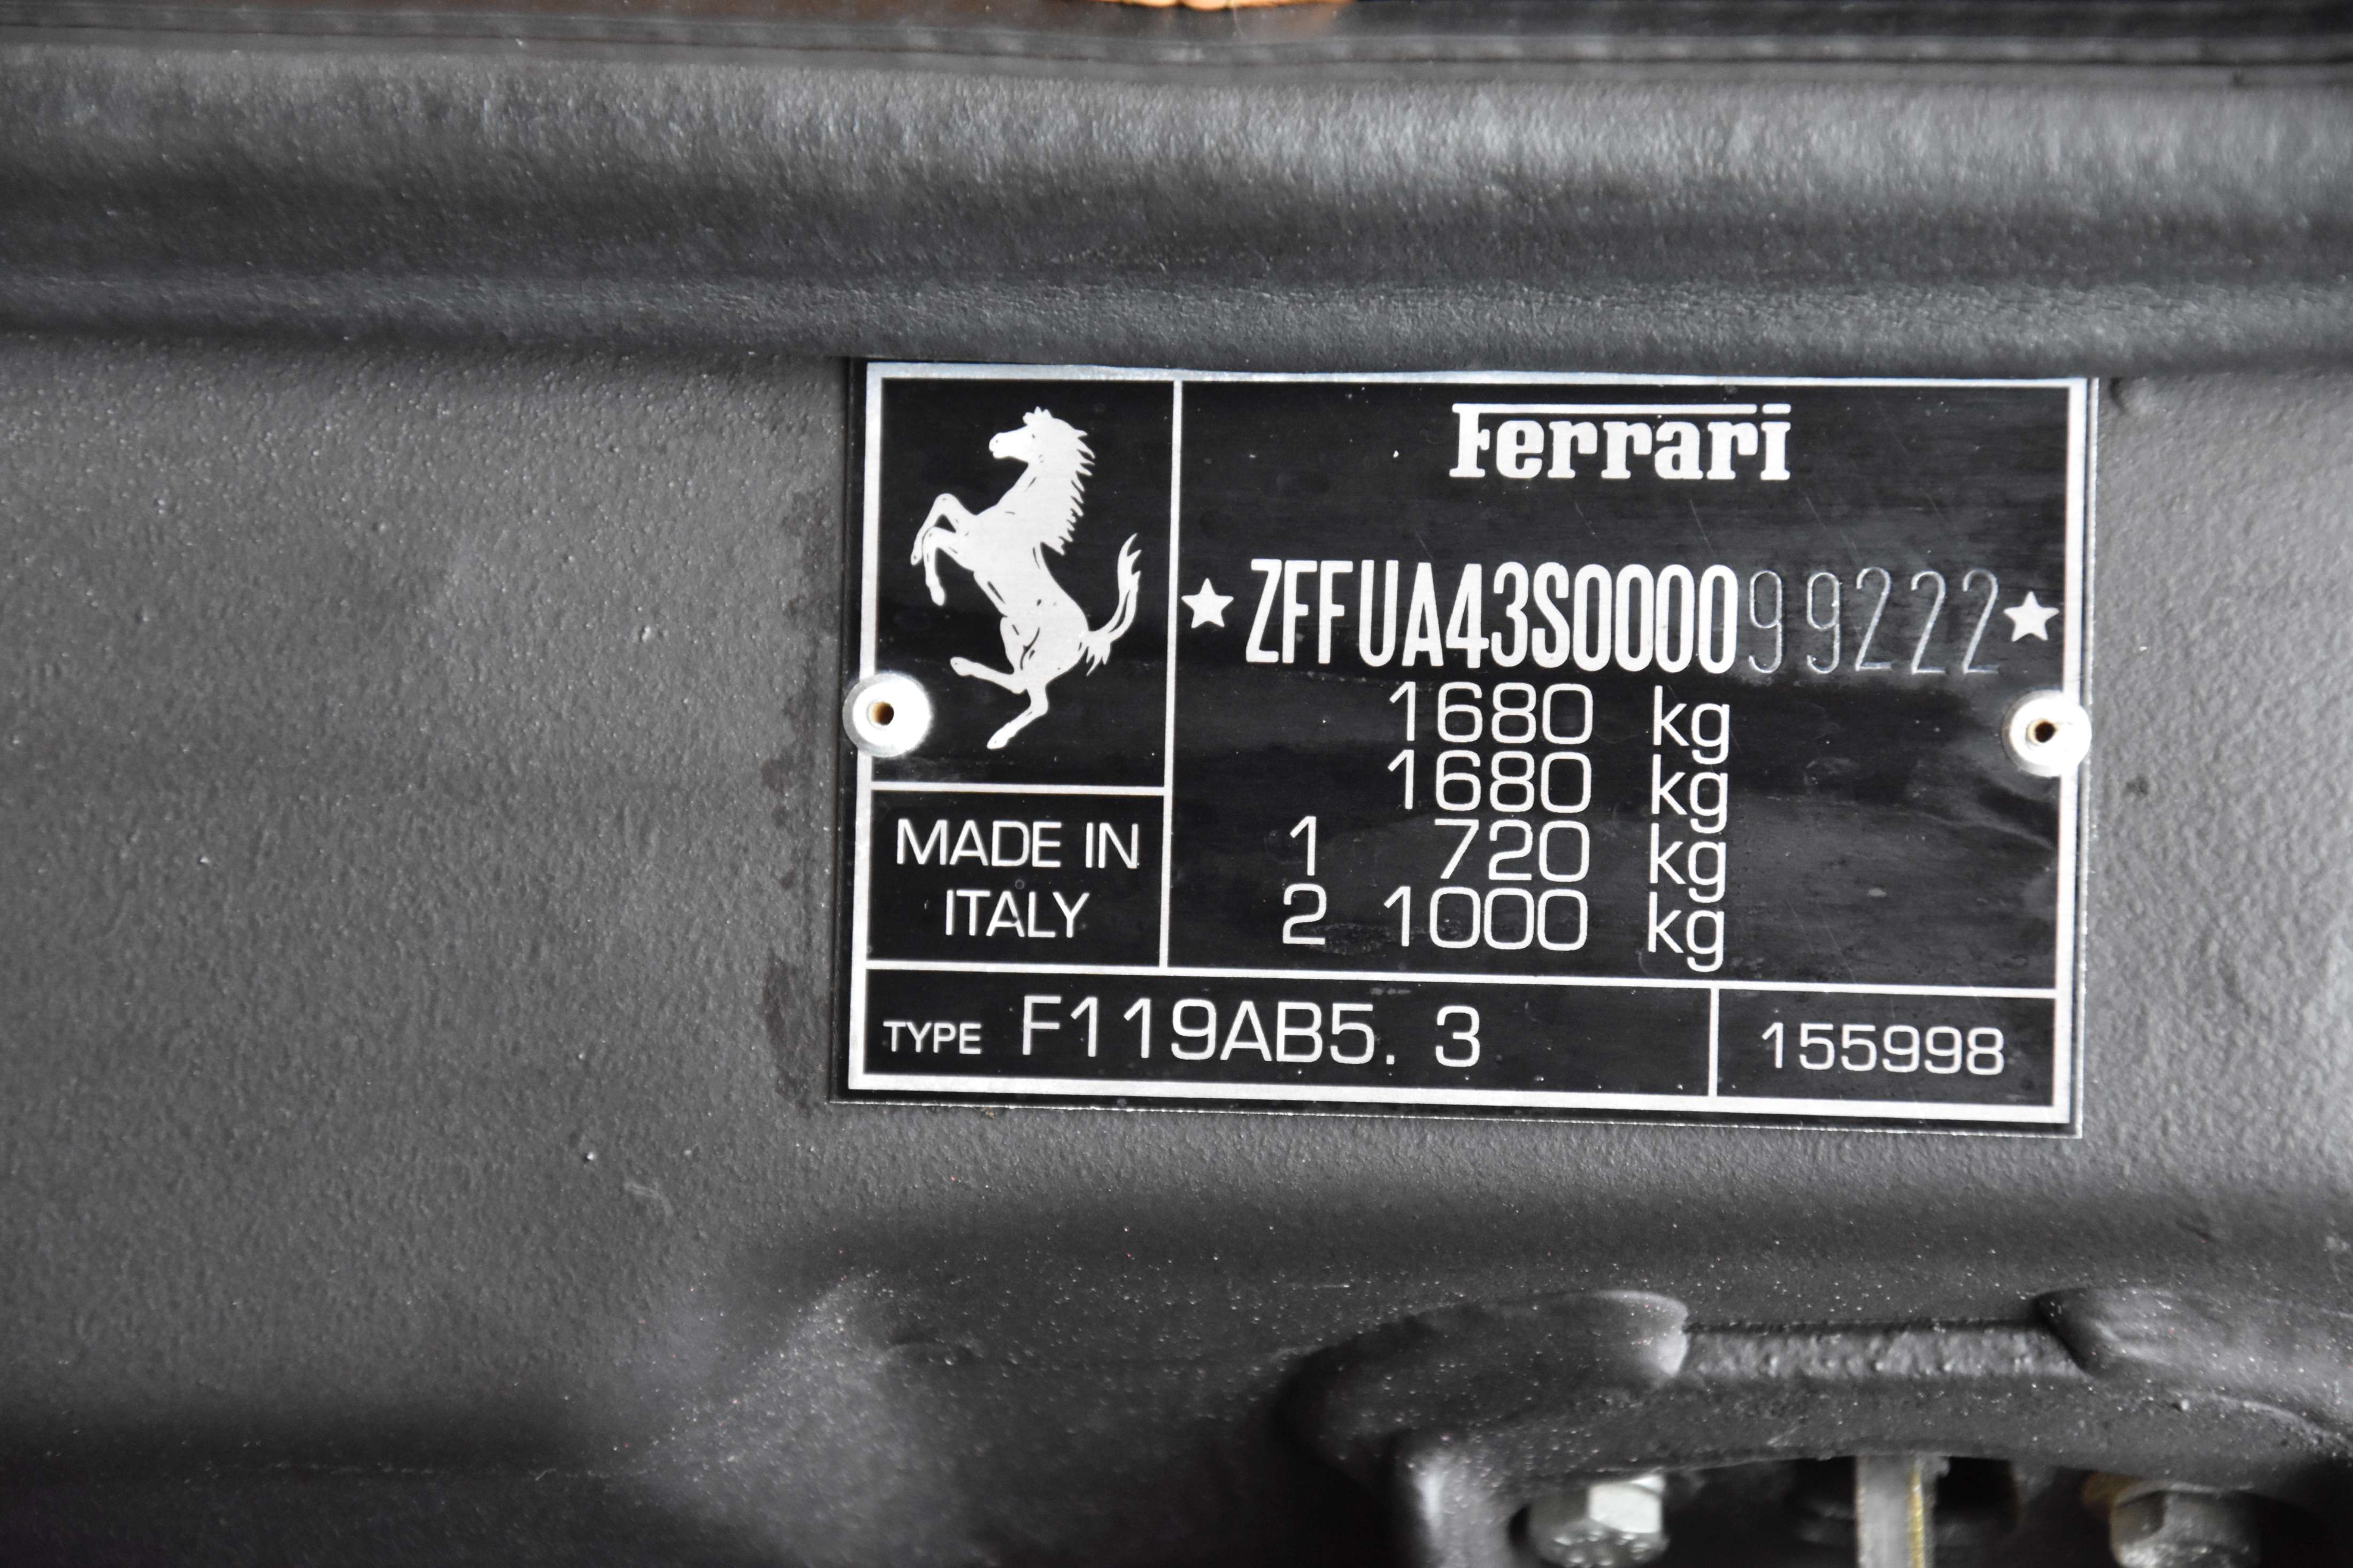 Ferrari
★ZFFUA43S000099222★
1680 kg
1680 kg
1 720 kg
2 1000 kg
MADE IN
ITALY
TYPE F119AB5. 3
155998